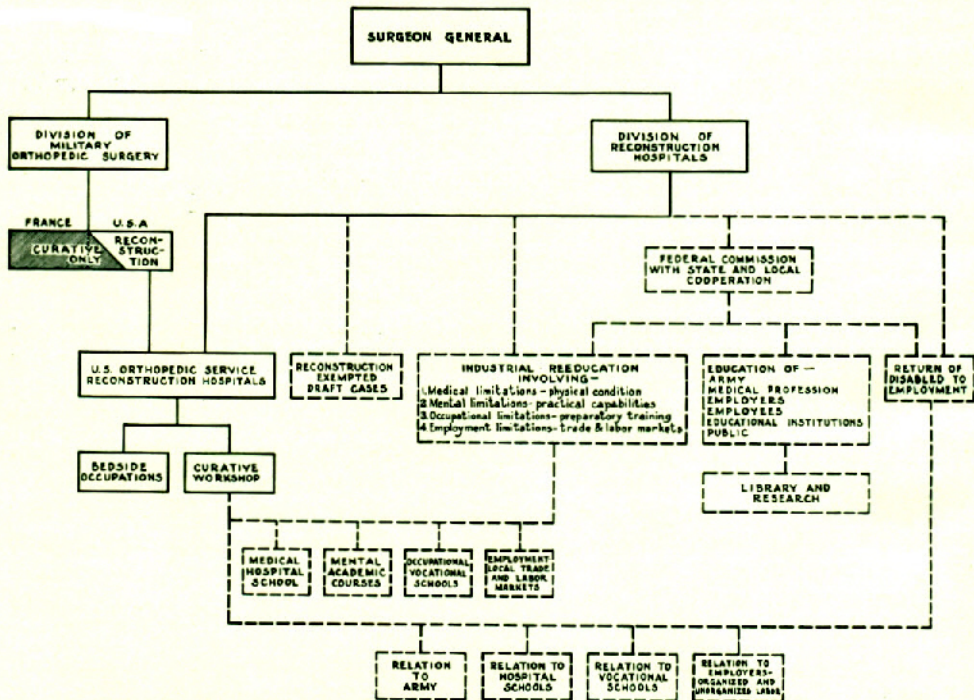 SURGEON GENERAL
DIVISION OF
MILITARY
ORTHOPEDIC SURGERY
DIVISION OF
RECONSTRUCTION
HOSPITALS
FRANCE
U.S.A
CURATIVE
ONLY
RECON-
STRUC-
TION
FEDERAL COMMISSION
WITH STATE AND LOCAL
COOPERATION
U.S. ORTHOPEDIC SERVICE
RECONSTRUCTION HOSPITALS
RECONSTRUCTION
EXEMPTED
DRAFT CASES
INDUSTRIAL REEDUCATION
INVOLVING—
1. Medical limitations - physical condition
2. Mental limitations - practical capabilities
3. Occupational limitations - preparatory training
4. Employment limitations - trade & labor markets
EDUCATION OF—
ARMY
MEDICAL PROFESSION
EMPLOYERS
EMPLOYEES
EDUCATIONAL INSTITUTIONS
PUBLIC
RETURN OF
DISABLED TO
EMPLOYMENT
BEDSIDE
OCCUPATIONS
CURATIVE
WORKSHOP
LIBRARY AND
RESEARCH
MEDICAL
HOSPITAL
SCHOOL
MENTAL
ACADEMIC
COURSES
OCCUPATIONAL
VOCATIONAL
SCHOOLS
EMPLOYMENT
LOCAL TRADE
AND LABOR
MARKETS
RELATION
TO
ARMY
RELATION TO
HOSPITAL
SCHOOLS
RELATION TO
VOCATIONAL
SCHOOLS
RELATION TO
EMPLOYERS-
ORGANIZED AND
UNORGANIZED LABOR